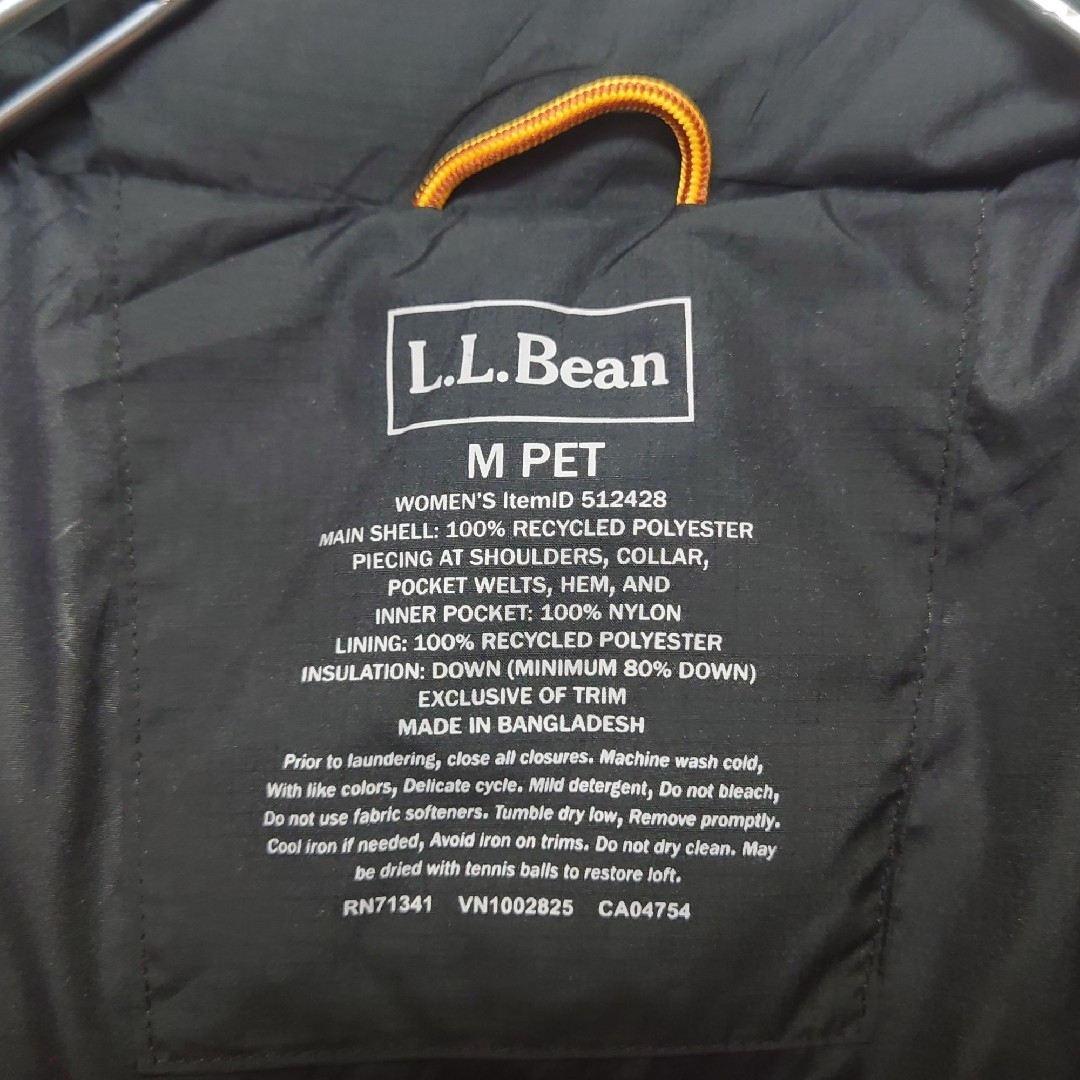 L.L.Bean
M PET
WOMEN'S ItemID 512428
MAIN SHELL: 100% RECYCLED POLYESTER
PIECING AT SHOULDERS, COLLAR,
POCKET WELTS, HEM, AND
INNER POCKET: 100% NYLON
LINING: 100% RECYCLED POLYESTER
INSULATION: DOWN (MINIMUM 80% DOWN)
EXCLUSIVE OF TRIM
MADE IN BANGLADESH
Prior to laundering, close all closures. Machine wash cold,
With like colors, Delicate cycle. Mild detergent, Do not bleach,
Do not use fabric softeners. Tumble dry low, Remove promptly.
Cool iron if needed, Avoid iron on trims. Do not dry clean. May
be dried with tennis balls to restore loft.
RN71341 VN1002825 CA04754